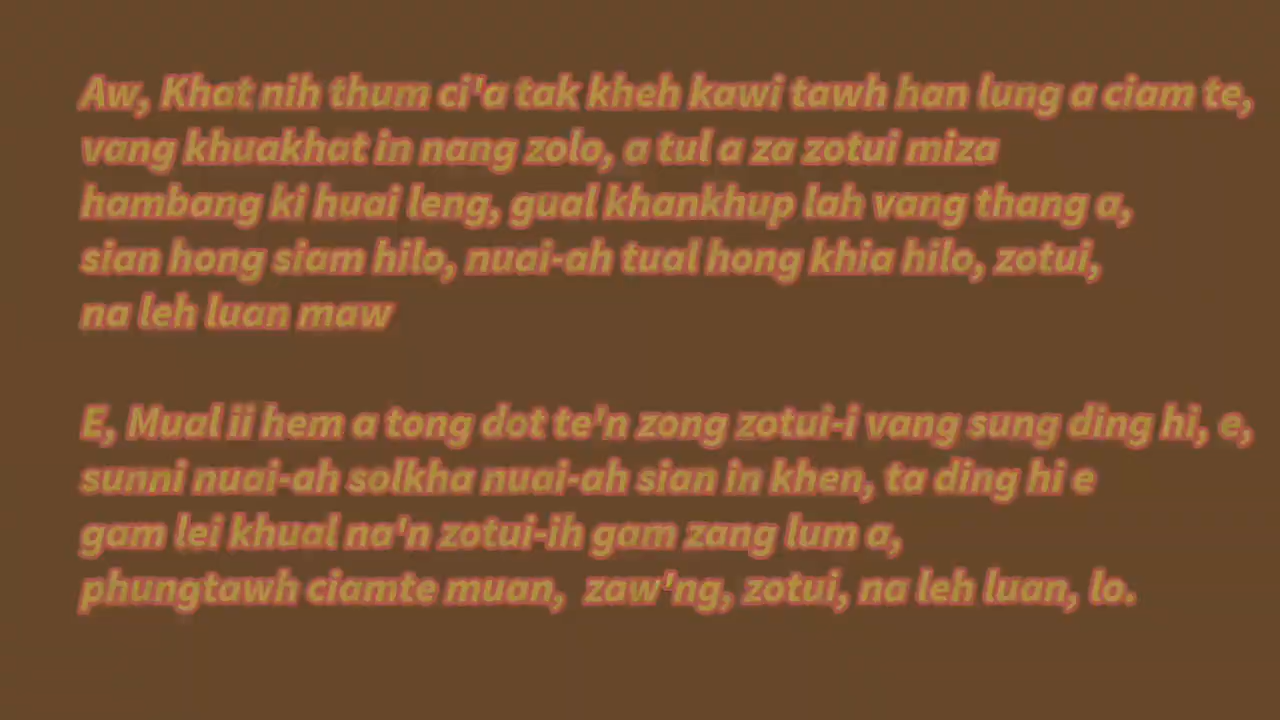 Aw, Khat nih thum ci'a tak kheh kawi tawh han lung a ciam te,
vang khuakhat in nang zolo, a tul a za zotui miza
hambang ki huai leng, gual khankhup lah vang thang a,
sian hong siam hilo, nuai-ah tual hong khia hilo, zotui,
na leh luan maw
E, Mual ii hem a tong dot te'n zong zotui-i vang sung ding hi, e,
sunni nuai-ah solkha nuai-ah sian in khen, ta ding hi e
gam lei khual na'n zotui-ih gam zang lum a,
phungtawh ciamte muan, zaw'ng, zotui, na leh luan, lo.